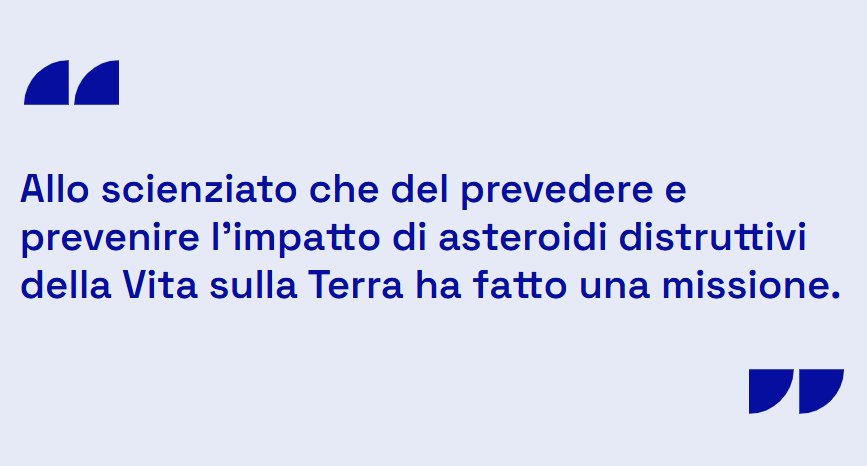 “
Allo scienziato che del prevedere e
prevenire l’impatto di asteroidi distruttivi
della Vita sulla Terra ha fatto una missione.
”